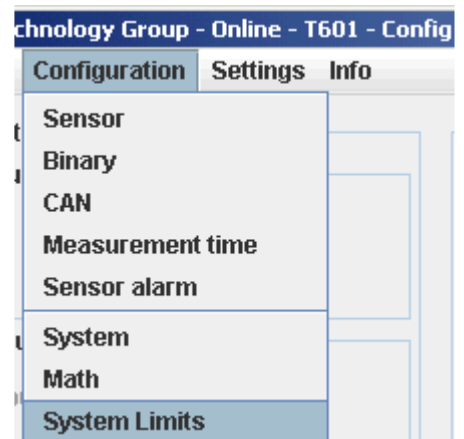 chnology Group - Online - T601 - Config
Configuration Settings Info
Sensor
Binary
CAN
Measurement time
Sensor alarm
System
Math
System Limits